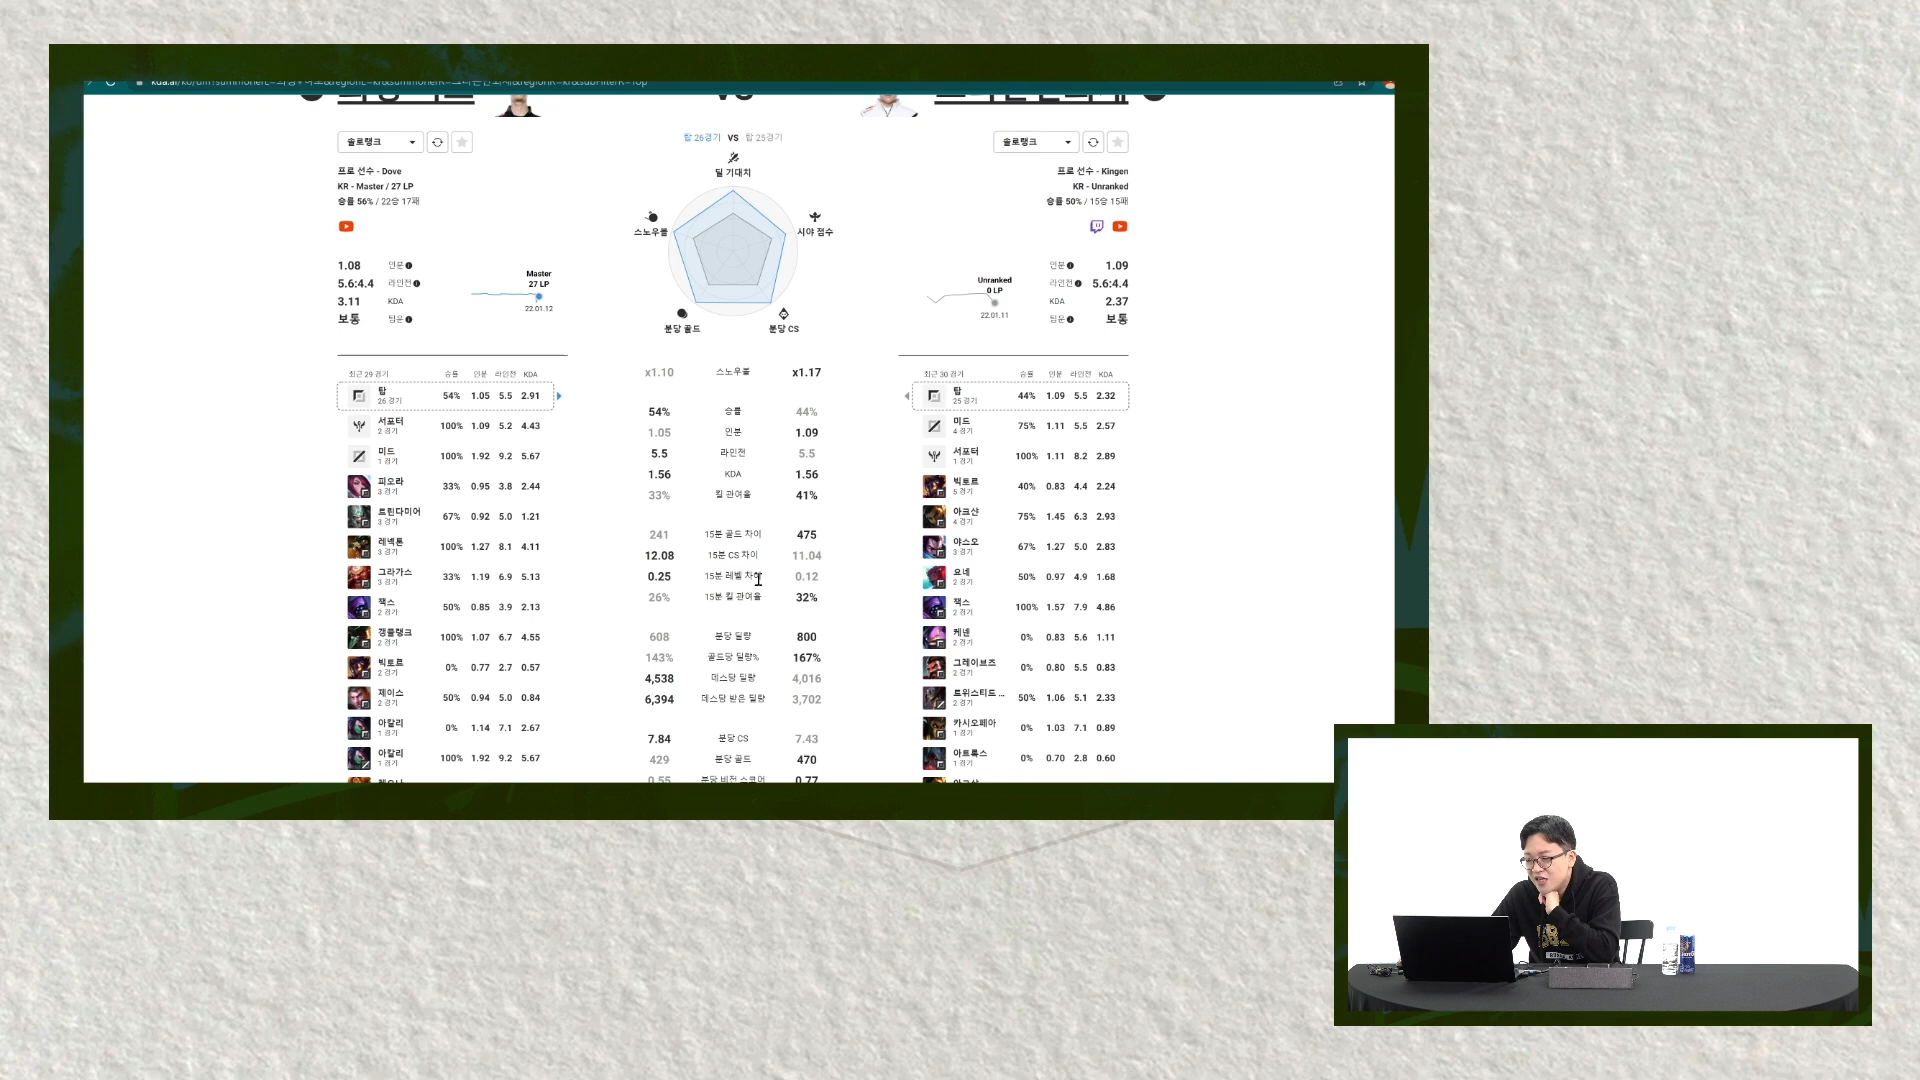 솔로랭크
탑 26경기 VS 탑 25경기
솔로랭크
딜 기대치
스노우볼
시야 점수
분당 골드
분당 CS
프로 선수 - Dove
KR - Master / 27 LP
승률 56% / 22승 17패
1.08 인분
5.6:4.4 라인전
3.11 KDA
보통 팀운
Master
27 LP
22.01.12
프로 선수 - Kingen
KR - Unranked
승률 50% / 15승 15패
Unranked
0 LP
22.01.11
인분 1.09
라인전 5.6:4.4
KDA 2.37
팀운 보통
최근 29 경기 승률 인분 라인전 KDA
탑 54% 1.05 5.5 2.91
26 경기
서포터 100% 1.09 5.2 4.43
2 경기
미드 100% 1.92 9.2 5.67
1 경기
피오라 33% 0.95 3.8 2.44
3 경기
트린다미어 67% 0.92 5.0 1.21
3 경기
레넥톤 100% 1.27 8.1 4.11
3 경기
그라가스 33% 1.19 6.9 5.13
3 경기
잭스 50% 0.85 3.9 2.13
2 경기
갱플랭크 100% 1.07 6.7 4.55
2 경기
빅토르 0% 0.77 2.7 0.57
2 경기
제이스 50% 0.94 5.0 0.84
2 경기
아칼리 0% 1.14 7.1 2.67
1 경기
아칼리 100% 1.92 9.2 5.67
1 경기
x1.10 스노우볼 x1.17
54% 승률 44%
1.05 인분 1.09
5.5 라인전 5.5
1.56 KDA 1.56
33% 킬 관여율 41%
241 15분 골드 차이 475
12.08 15분 CS 차이 11.04
0.25 15분 레벨 차이 0.12
26% 15분 킬 관여율 32%
608 분당 딜량 800
143% 골드당 딜량% 167%
4,538 데스당 딜량 4,016
6,394 데스당 받은 딜량 3,702
7.84 분당 CS 7.43
429 분당 골드 470
0.55 분당 비전 스코어 0.77
최근 30 경기 승률 인분 라인전 KDA
탑 44% 1.09 5.5 2.32
25 경기
미드 75% 1.11 5.5 2.57
4 경기
서포터 100% 1.11 8.2 2.89
1 경기
빅토르 40% 0.83 4.4 2.24
5 경기
아크샨 75% 1.45 6.3 2.93
4 경기
야스오 67% 1.27 5.0 2.83
3 경기
요네 50% 0.97 4.9 1.68
2 경기
잭스 100% 1.57 7.9 4.86
2 경기
케넨 0% 0.83 5.6 1.11
2 경기
그레이브즈 0% 0.80 5.5 0.83
2 경기
트위스티드 ... 50% 1.06 5.1 2.33
2 경기
카시오페아 0% 1.03 7.1 0.89
1 경기
아트록스 0% 0.70 2.8 0.60
1 경기